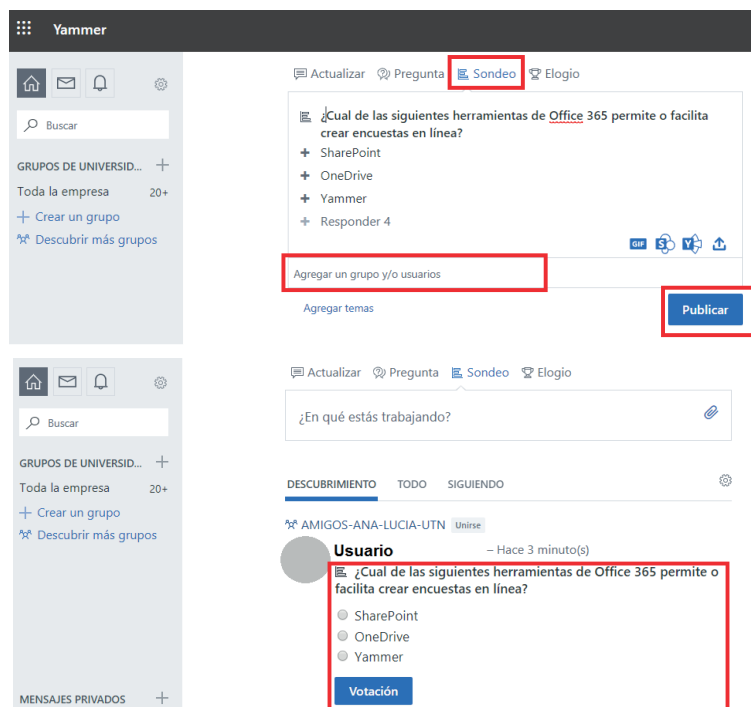 Yammer
Actualizar Pregunta Sondeo Elogio
Buscar
GRUPOS DE UNIVERSID...
Toda la empresa 20+
Crear un grupo
Descubrir más grupos
¿Cual de las siguientes herramientas de Office 365 permite o facilita
crear encuestas en línea?
SharePoint
OneDrive
Yammer
Responder 4
GIF
Agregar un grupo y/o usuarios
Agregar temas
Publicar
Actualizar Pregunta Sondeo Elogio
Buscar
GRUPOS DE UNIVERSID...
Toda la empresa 20+
Crear un grupo
Descubrir más grupos
MENSAJES PRIVADOS
¿En qué estás trabajando?
DESCUBRIMIENTO TODO SIGUIENDO
AMIGOS-ANA-LUCIA-UTN Unirse
Usuario – Hace 3 minuto(s)
¿Cual de las siguientes herramientas de Office 365 permite o
facilita crear encuestas en línea?
SharePoint
OneDrive
Yammer
Votación